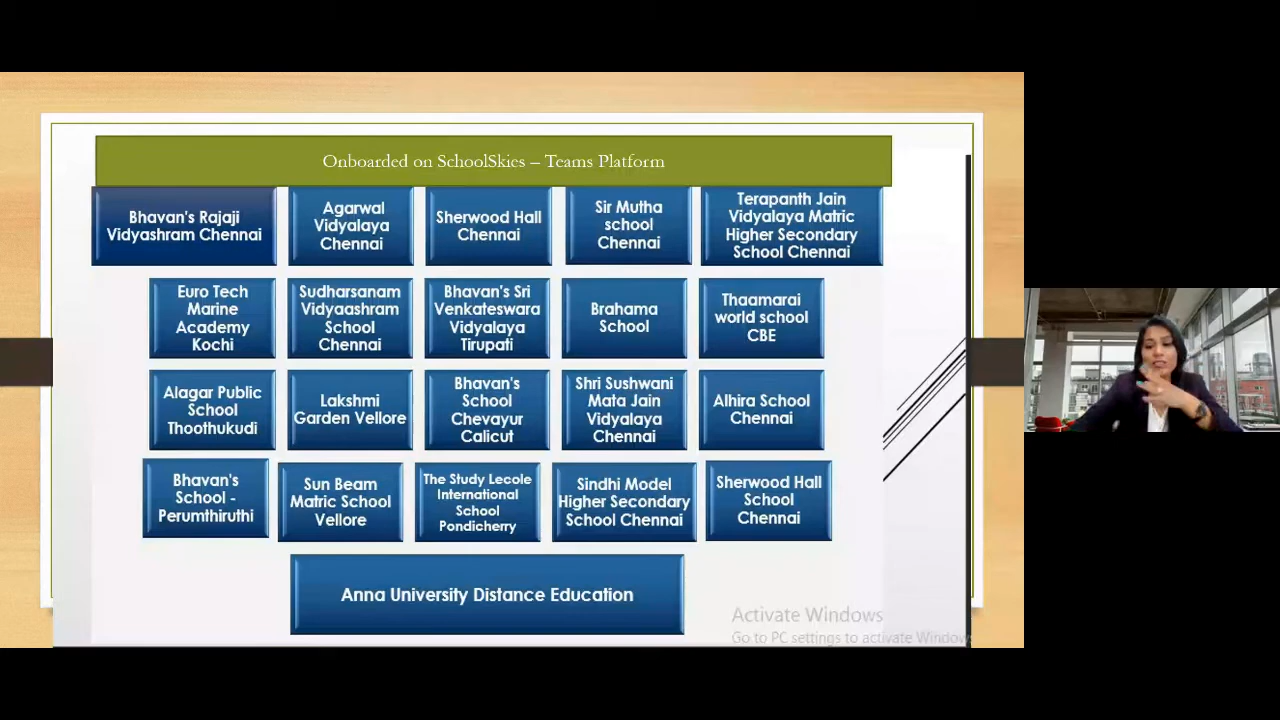 Onboarded on SchoolSkies – Teams Platform
Bhavan's Rajaji
Vidyashram Chennai
Agarwal
Vidyalaya
Chennai
Sherwood Hall
Chennai
Sir Mutha
school
Chennai
Terapanth Jain
Vidyalaya Matric
Higher Secondary
School Chennai
Euro Tech
Marine
Academy
Kochi
Sudharsanam
Vidyaashram
School
Chennai
Bhavan's Sri
Venkateswara
Vidyalaya
Tirupati
Brahama
School
Thaamarai
world school
CBE
Alagar Public
School
Thoothukudi
Lakshmi
Garden Vellore
Bhavan's
School
Chevayur
Calicut
Shri Sushwani
Mata Jain
Vidyalaya
Chennai
Alhira School
Chennai
Bhavan's
School -
Perumthiruthi
Sun Beam
Matric School
Vellore
The Study Lecole
International
School
Pondicherry
Sindhi Model
Higher Secondary
School Chennai
Sherwood Hall
School
Chennai
Anna University Distance Education
Activate Windows
Go to PC settings to activate Windows